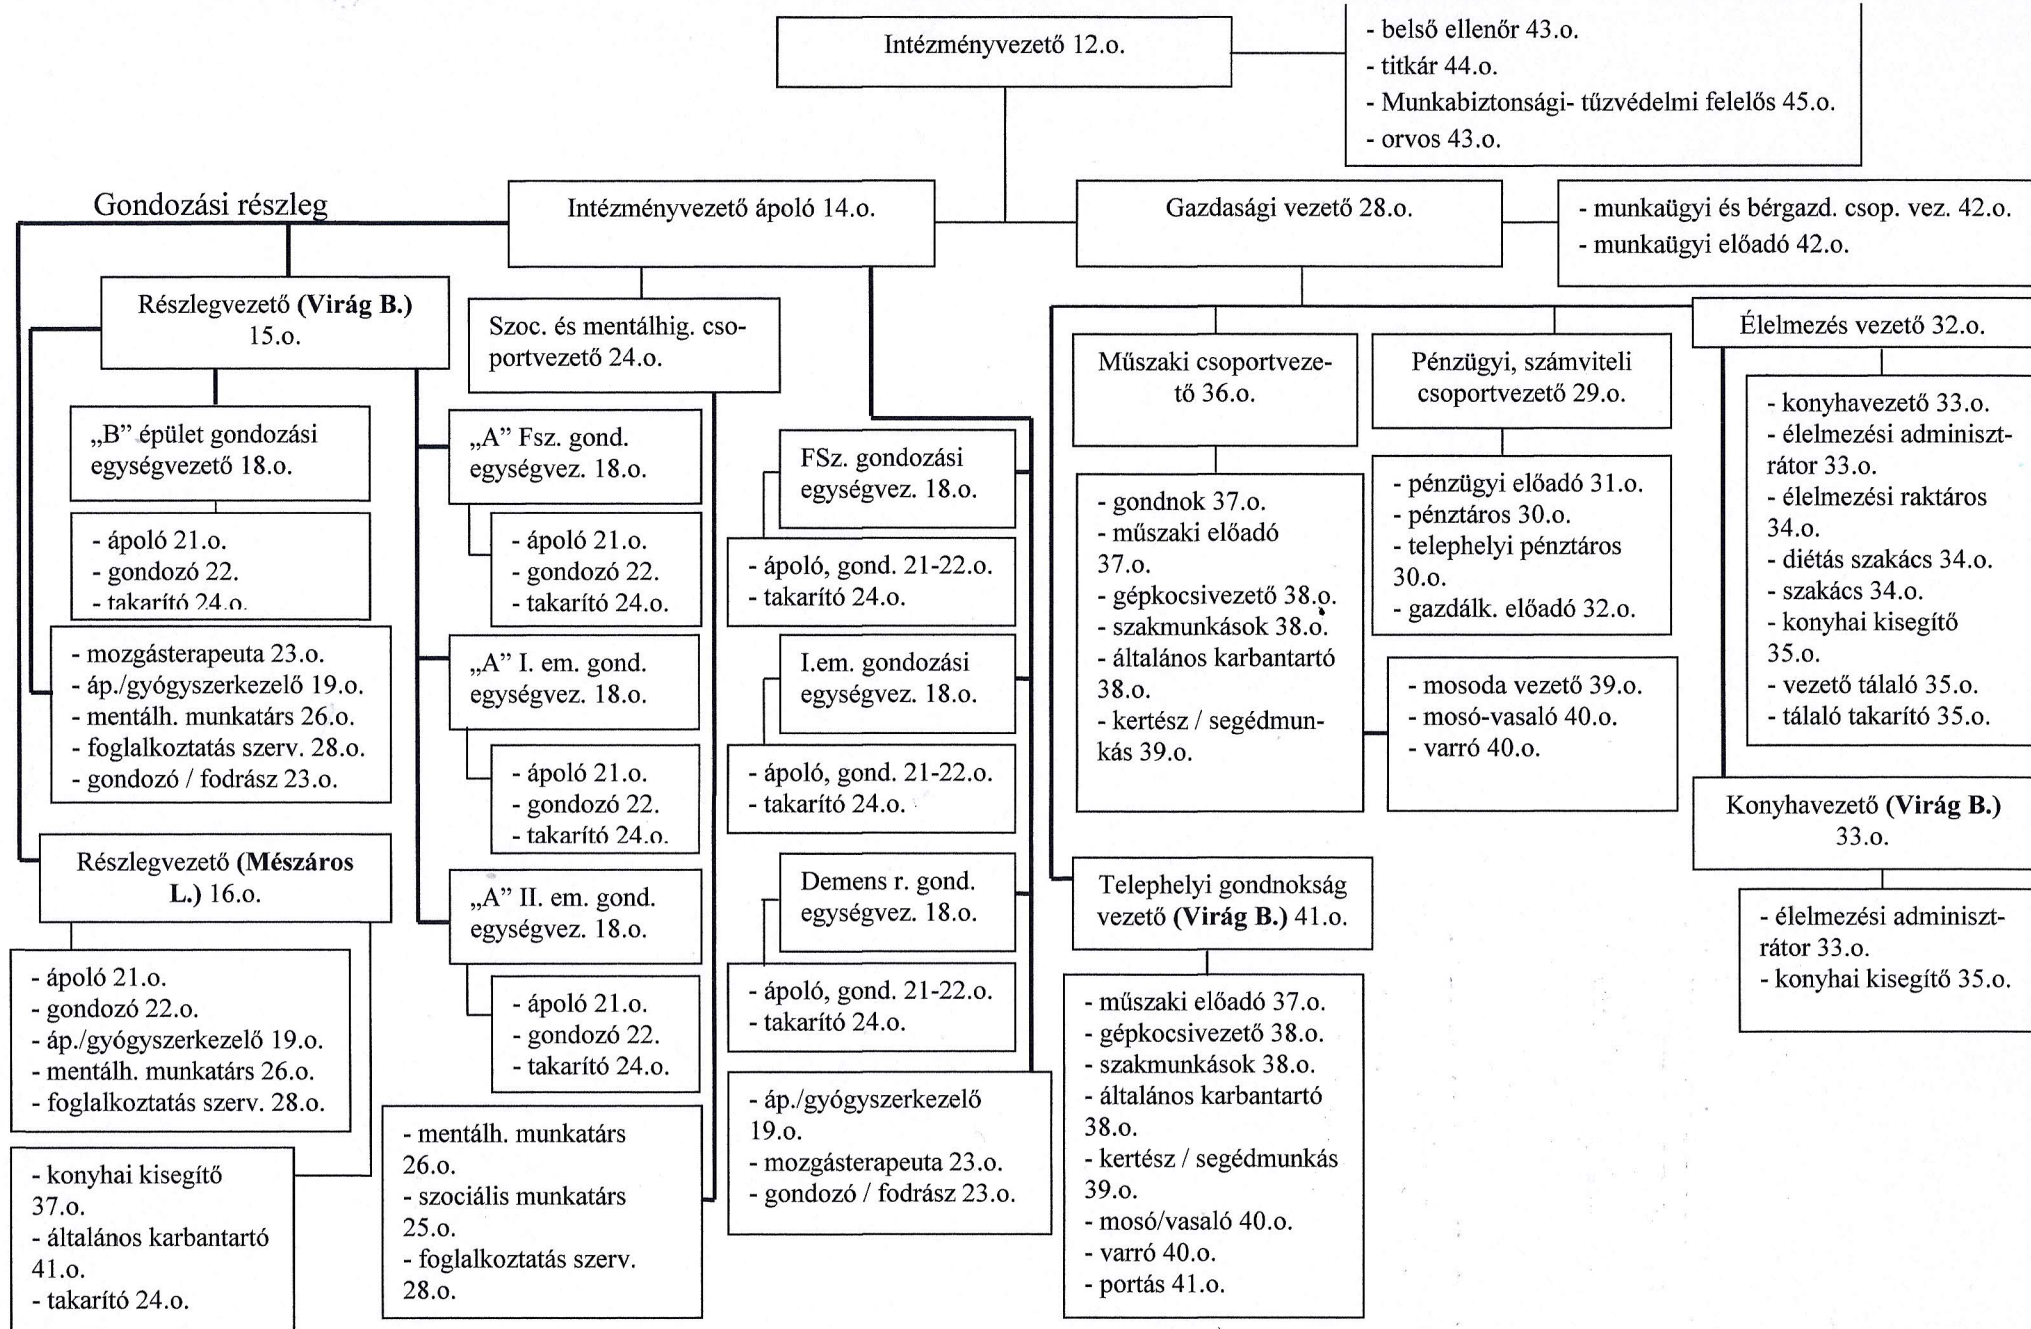 Intézményvezető 12.o.
- belső ellenőr 43.o.
- titkár 44.o.
- Munkabiztonsági- tűzvédelmi felelős 45.o.
- orvos 43.o.
Gondozási részleg
Intézményvezető ápoló 14.o.
Gazdasági vezető 28.o.
- munkaügyi és bérgazd. csop. vez. 42.o.
- munkaügyi előadó 42.o.
Részlegvezető (Virág B.)
15.o.
„B” épület gondozási
egységvezető 18.o.
- ápoló 21.o.
- gondozó 22.
- takarító 24.o.
- mozgásterapeuta 23.o.
- áp./gyógyszerkezelő 19.o.
- mentálh. munkatárs 26.o.
- foglalkoztatás szerv. 28.o.
- gondozó / fodrász 23.o.
Részlegvezető (Mészáros
L.) 16.o.
- ápoló 21.o.
- gondozó 22.o.
- áp./gyógyszerkezelő 19.o.
- mentálh. munkatárs 26.o.
- foglalkoztatás szerv. 28.o.
- konyhai kisegítő
37.o.
- általános karbantartó
41.o.
- takarító 24.o.
Szoc. és mentálhig. cso-
portvezető 24.o.
„A” Fsz. gond.
egységvez. 18.o.
- ápoló 21.o.
- gondozó 22.
- takarító 24.o.
„A” I. em. gond.
egységvez. 18.o.
- ápoló 21.o.
- gondozó 22.
- takarító 24.o.
„A” II. em. gond.
egységvez. 18.o.
- ápoló 21.o.
- gondozó 22.
- takarító 24.o.
- mentálh. munkatárs
26.o.
- szociális munkatárs
25.o.
- foglalkoztatás szerv.
28.o.
FSz. gondozási
egységvez. 18.o.
- ápoló, gond. 21-22.o.
- takarító 24.o.
I.em. gondozási
egységvez. 18.o.
- ápoló, gond. 21-22.o.
- takarító 24.o.
Demens r. gond.
egységvez. 18.o.
- ápoló, gond. 21-22.o.
- takarító 24.o.
- áp./gyógyszerkezelő
19.o.
- mozgásterapeuta 23.o.
- gondozó / fodrász 23.o.
Műszaki csoportveze-
tő 36.o.
- gondnok 37.o.
- műszaki előadó
37.o.
- gépkocsivezető 38.o.
- szakmunkások 38.o.
- általános karbantartó
38.o.
- kertész / segédmun-
kás 39.o.
Pénzügyi, számviteli
csoportvezető 29.o.
- pénzügyi előadó 31.o.
- pénztáros 30.o.
- telephelyi pénztáros
30.o.
- gazdálk. előadó 32.o.
- mosoda vezető 39.o.
- mosó-vasaló 40.o.
- varró 40.o.
Telephelyi gondnokság
vezető (Virág B.) 41.o.
- műszaki előadó 37.o.
- gépkocsivezető 38.o.
- szakmunkások 38.o.
- általános karbantartó
38.o.
- kertész / segédmunkás
39.o.
- mosó/vasaló 40.o.
- varró 40.o.
- portás 41.o.
Élelmezés vezető 32.o.
- konyhavezető 33.o.
- élelmezési adminiszt-
rátor 33.o.
- élelmezési raktáros
34.o.
- diétás szakács 34.o.
- szakács 34.o.
- konyhai kisegítő
35.o.
- vezető tálaló 35.o.
- tálaló takarító 35.o.
Konyhavezető (Virág B.)
33.o.
- élelmezési adminiszt-
rátor 33.o.
- konyhai kisegítő 35.o.